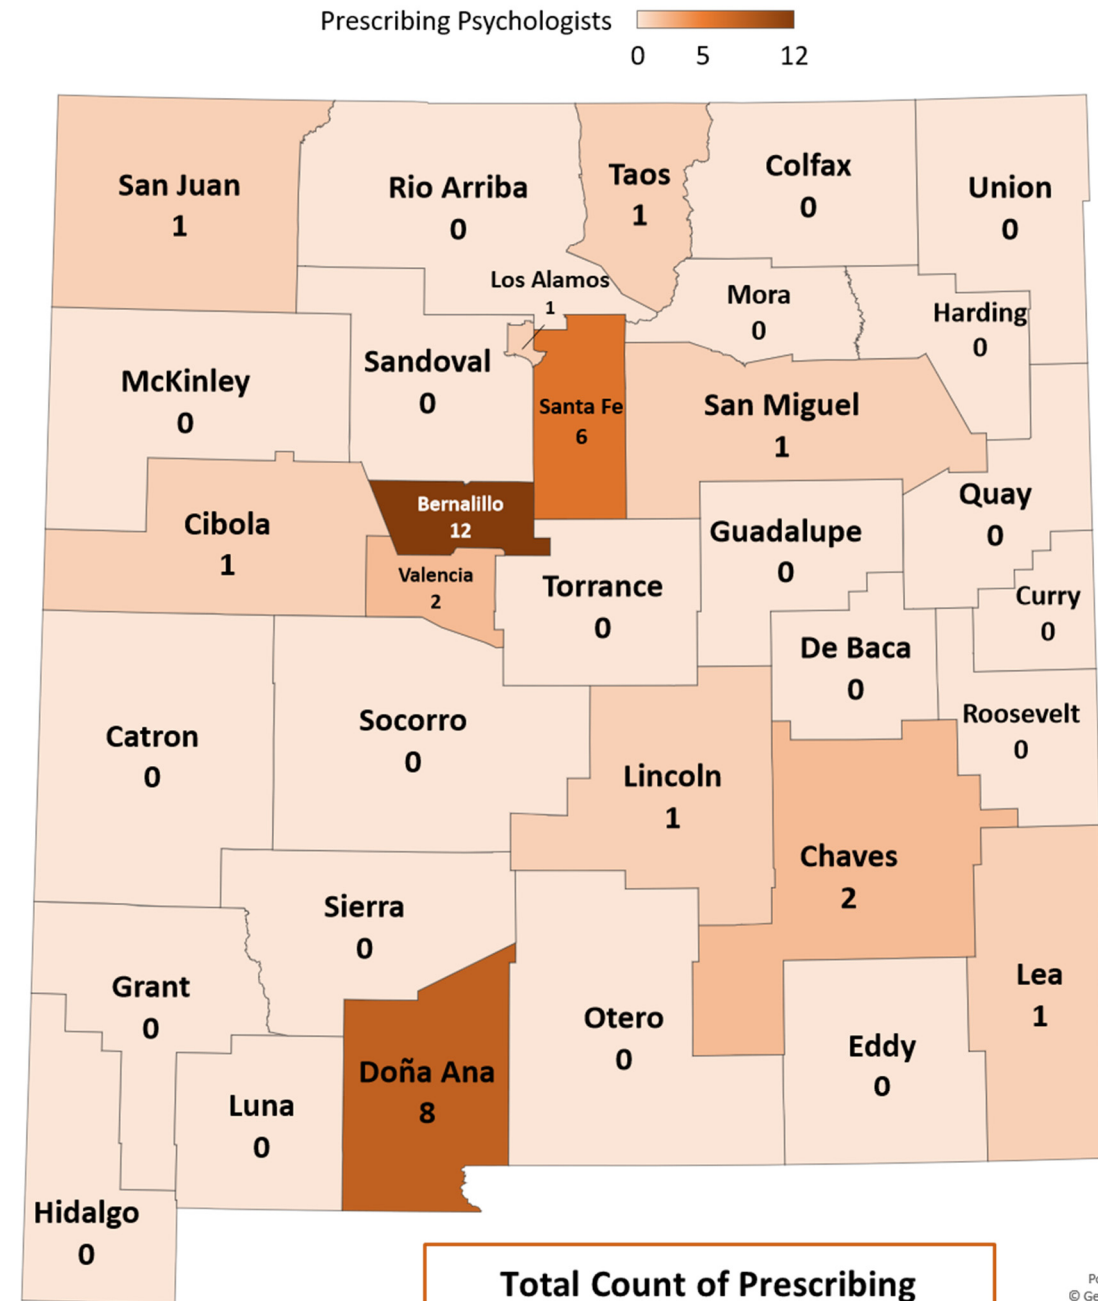 Prescribing Psychologists
0 5 12
San Juan
1
Rio Arriba
0
Taos
1
Colfax
0
Union
0
Los Alamos
1
Mora
0
Harding
0
McKinley
0
Sandoval
0
Santa Fe
6
San Miguel
1
Quay
0
Cibola
1
Bernalillo
12
Valencia
2
Torrance
0
Guadalupe
0
Curry
0
De Baca
0
Roosevelt
0
Catron
0
Socorro
0
Lincoln
1
Chaves
2
Sierra
0
Lea
1
Grant
0
Otero
0
Eddy
0
Doña Ana
8
Luna
0
Hidalgo
0
Total Count of Prescribing
Po
© Ge